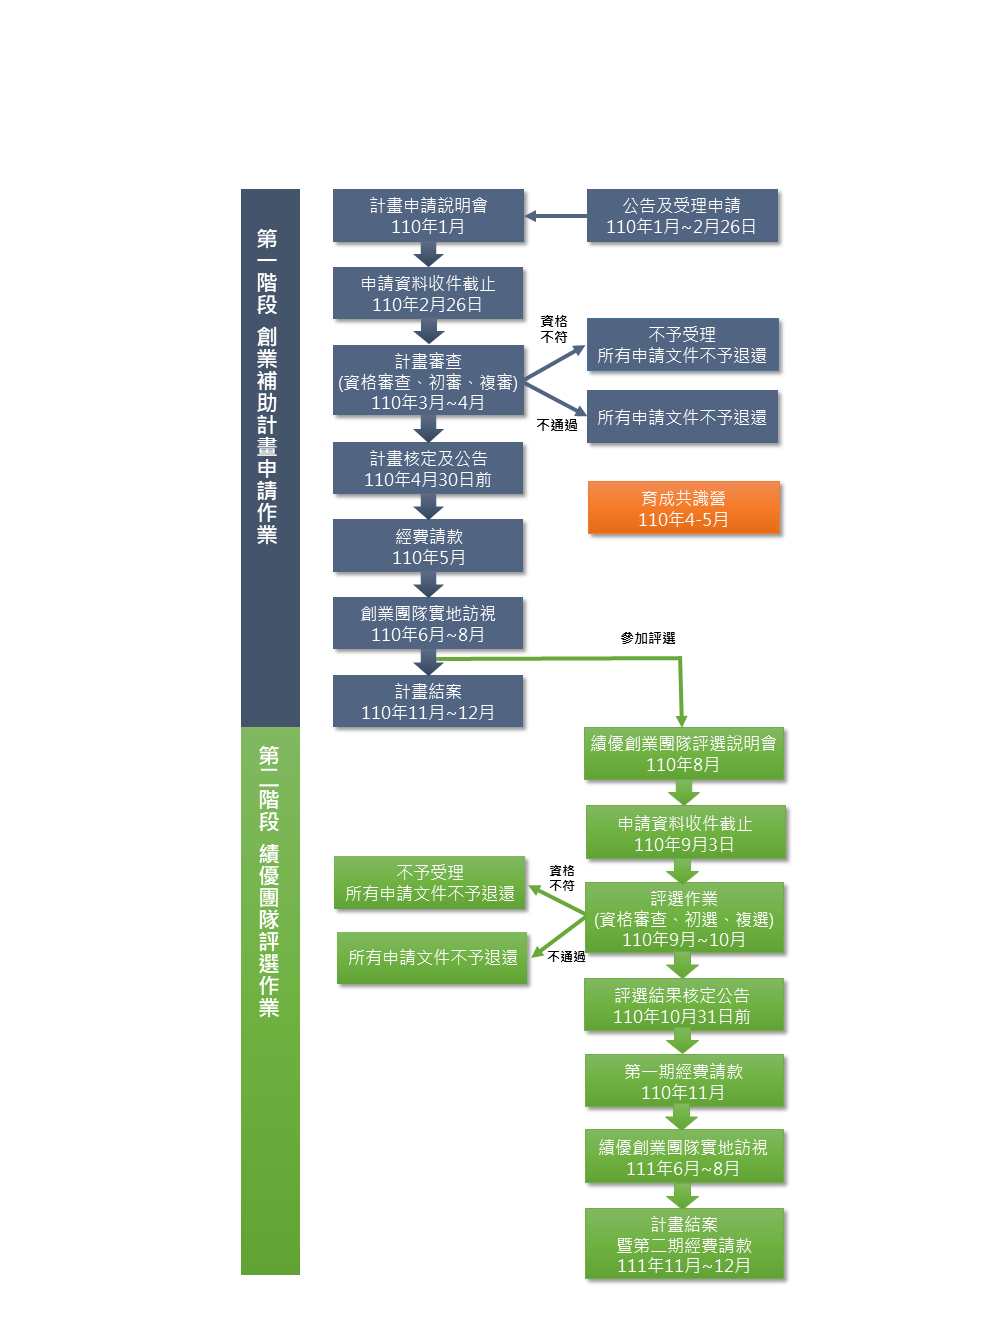 第一階段 創業補助計畫申請作業
計畫申請說明會
110年1月
公告及受理申請
110年1月~2月26日
申請資料收件截止
110年2月26日
計畫審查
(資格審查、初審、複審)
110年3月~4月
資格
不符
不予受理
所有申請文件不予退還
不通過
所有申請文件不予退還
計畫核定及公告
110年4月30日前
育成共識營
110年4-5月
經費請款
110年5月
創業團隊實地訪視
110年6月~8月
參加評選
計畫結案
110年11月~12月
第二階段 績優團隊評選作業
績優創業團隊評選說明會
110年8月
申請資料收件截止
110年9月3日
評選作業
(資格審查、初選、複選)
110年9月~10月
資格
不符
不予受理
所有申請文件不予退還
不通過
所有申請文件不予退還
評選結果核定公告
110年10月31日前
第一期經費請款
110年11月
績優創業團隊實地訪視
111年6月~8月
計畫結案
暨第二期經費請款
111年11月~12月